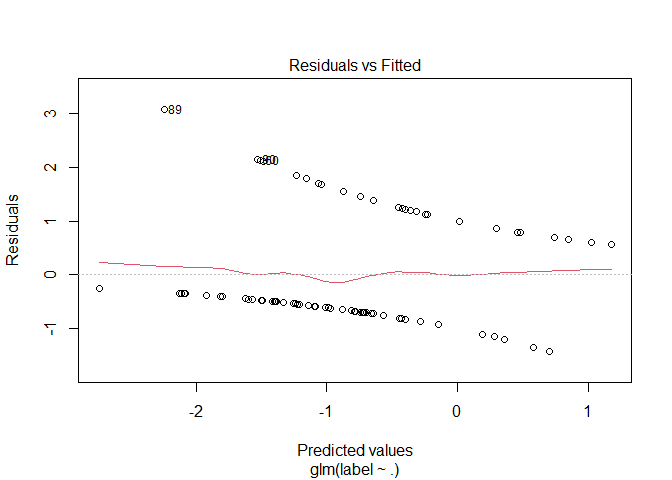 Residuals vs Fitted
Residuals
3
2
1
0
-1
89
-2
-1
0
1
Predicted values
glm(label ~ .)